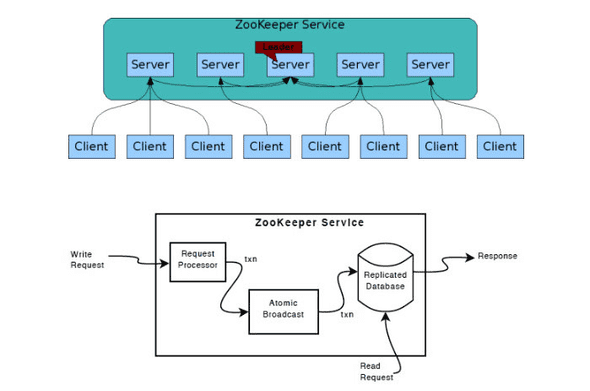 ZooKeeper Service
Leader
Server Server Server Server Server
Client Client Client Client Client Client Client Client
ZooKeeper Service
Write
Request
Request
Processor
txn
Atomic
Broadcast
txn
Replicated
Database
Response
Read
Request